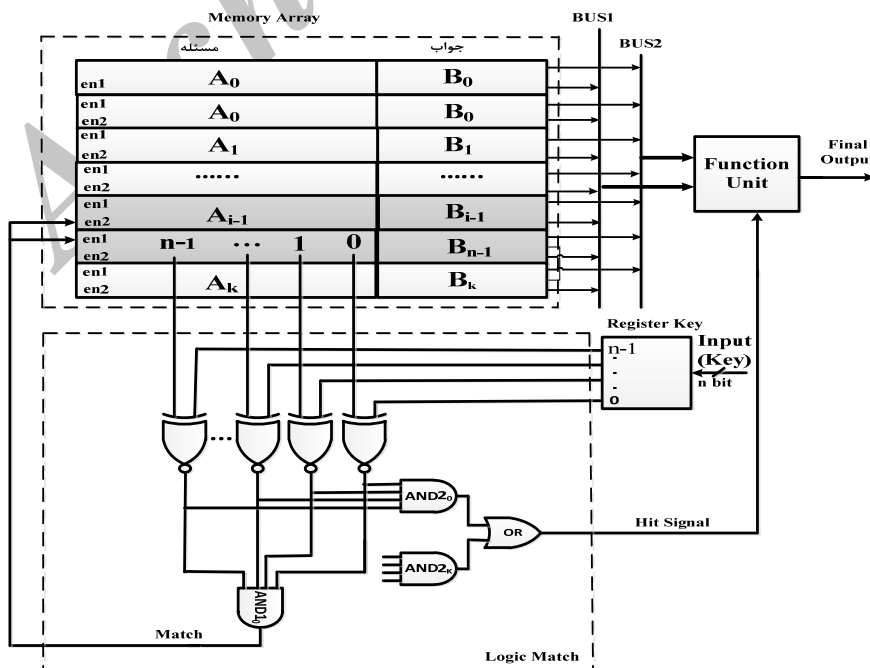 Memory Array
BUS1
BUS2
مسئله
جواب
en1
A0
B0
en1
en2
A0
B0
en1
en2
A1
B1
en1
en2
......
......
en1
en2
Ai-1
Bi-1
en1
en2
n-1 ... 1 0
Bn-1
en1
en2
Ak
Bk
Function
Unit
Final
Output
Register Key
n-1
0
Input
(Key)
n bit
AND20
OR
Hit Signal
AND2K
AND10
Match
Logic Match